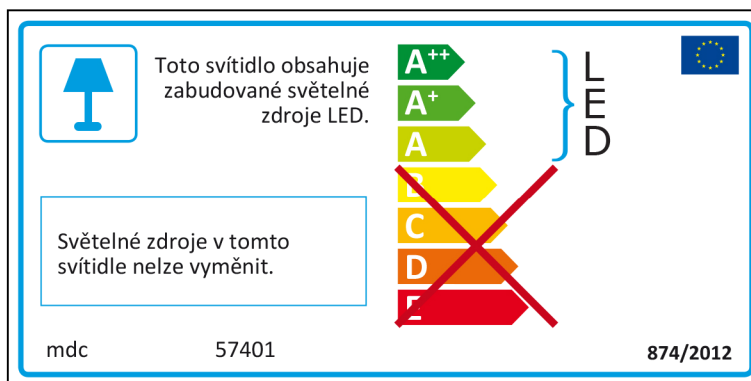 Toto svítidlo obsahuje
zabudované světelné
zdroje LED.
A++
A+
A
B
C
D
E
L
E
D
Světelné zdroje v tomto
svítidle nelze vyměnit.
mdc 57401
874/2012